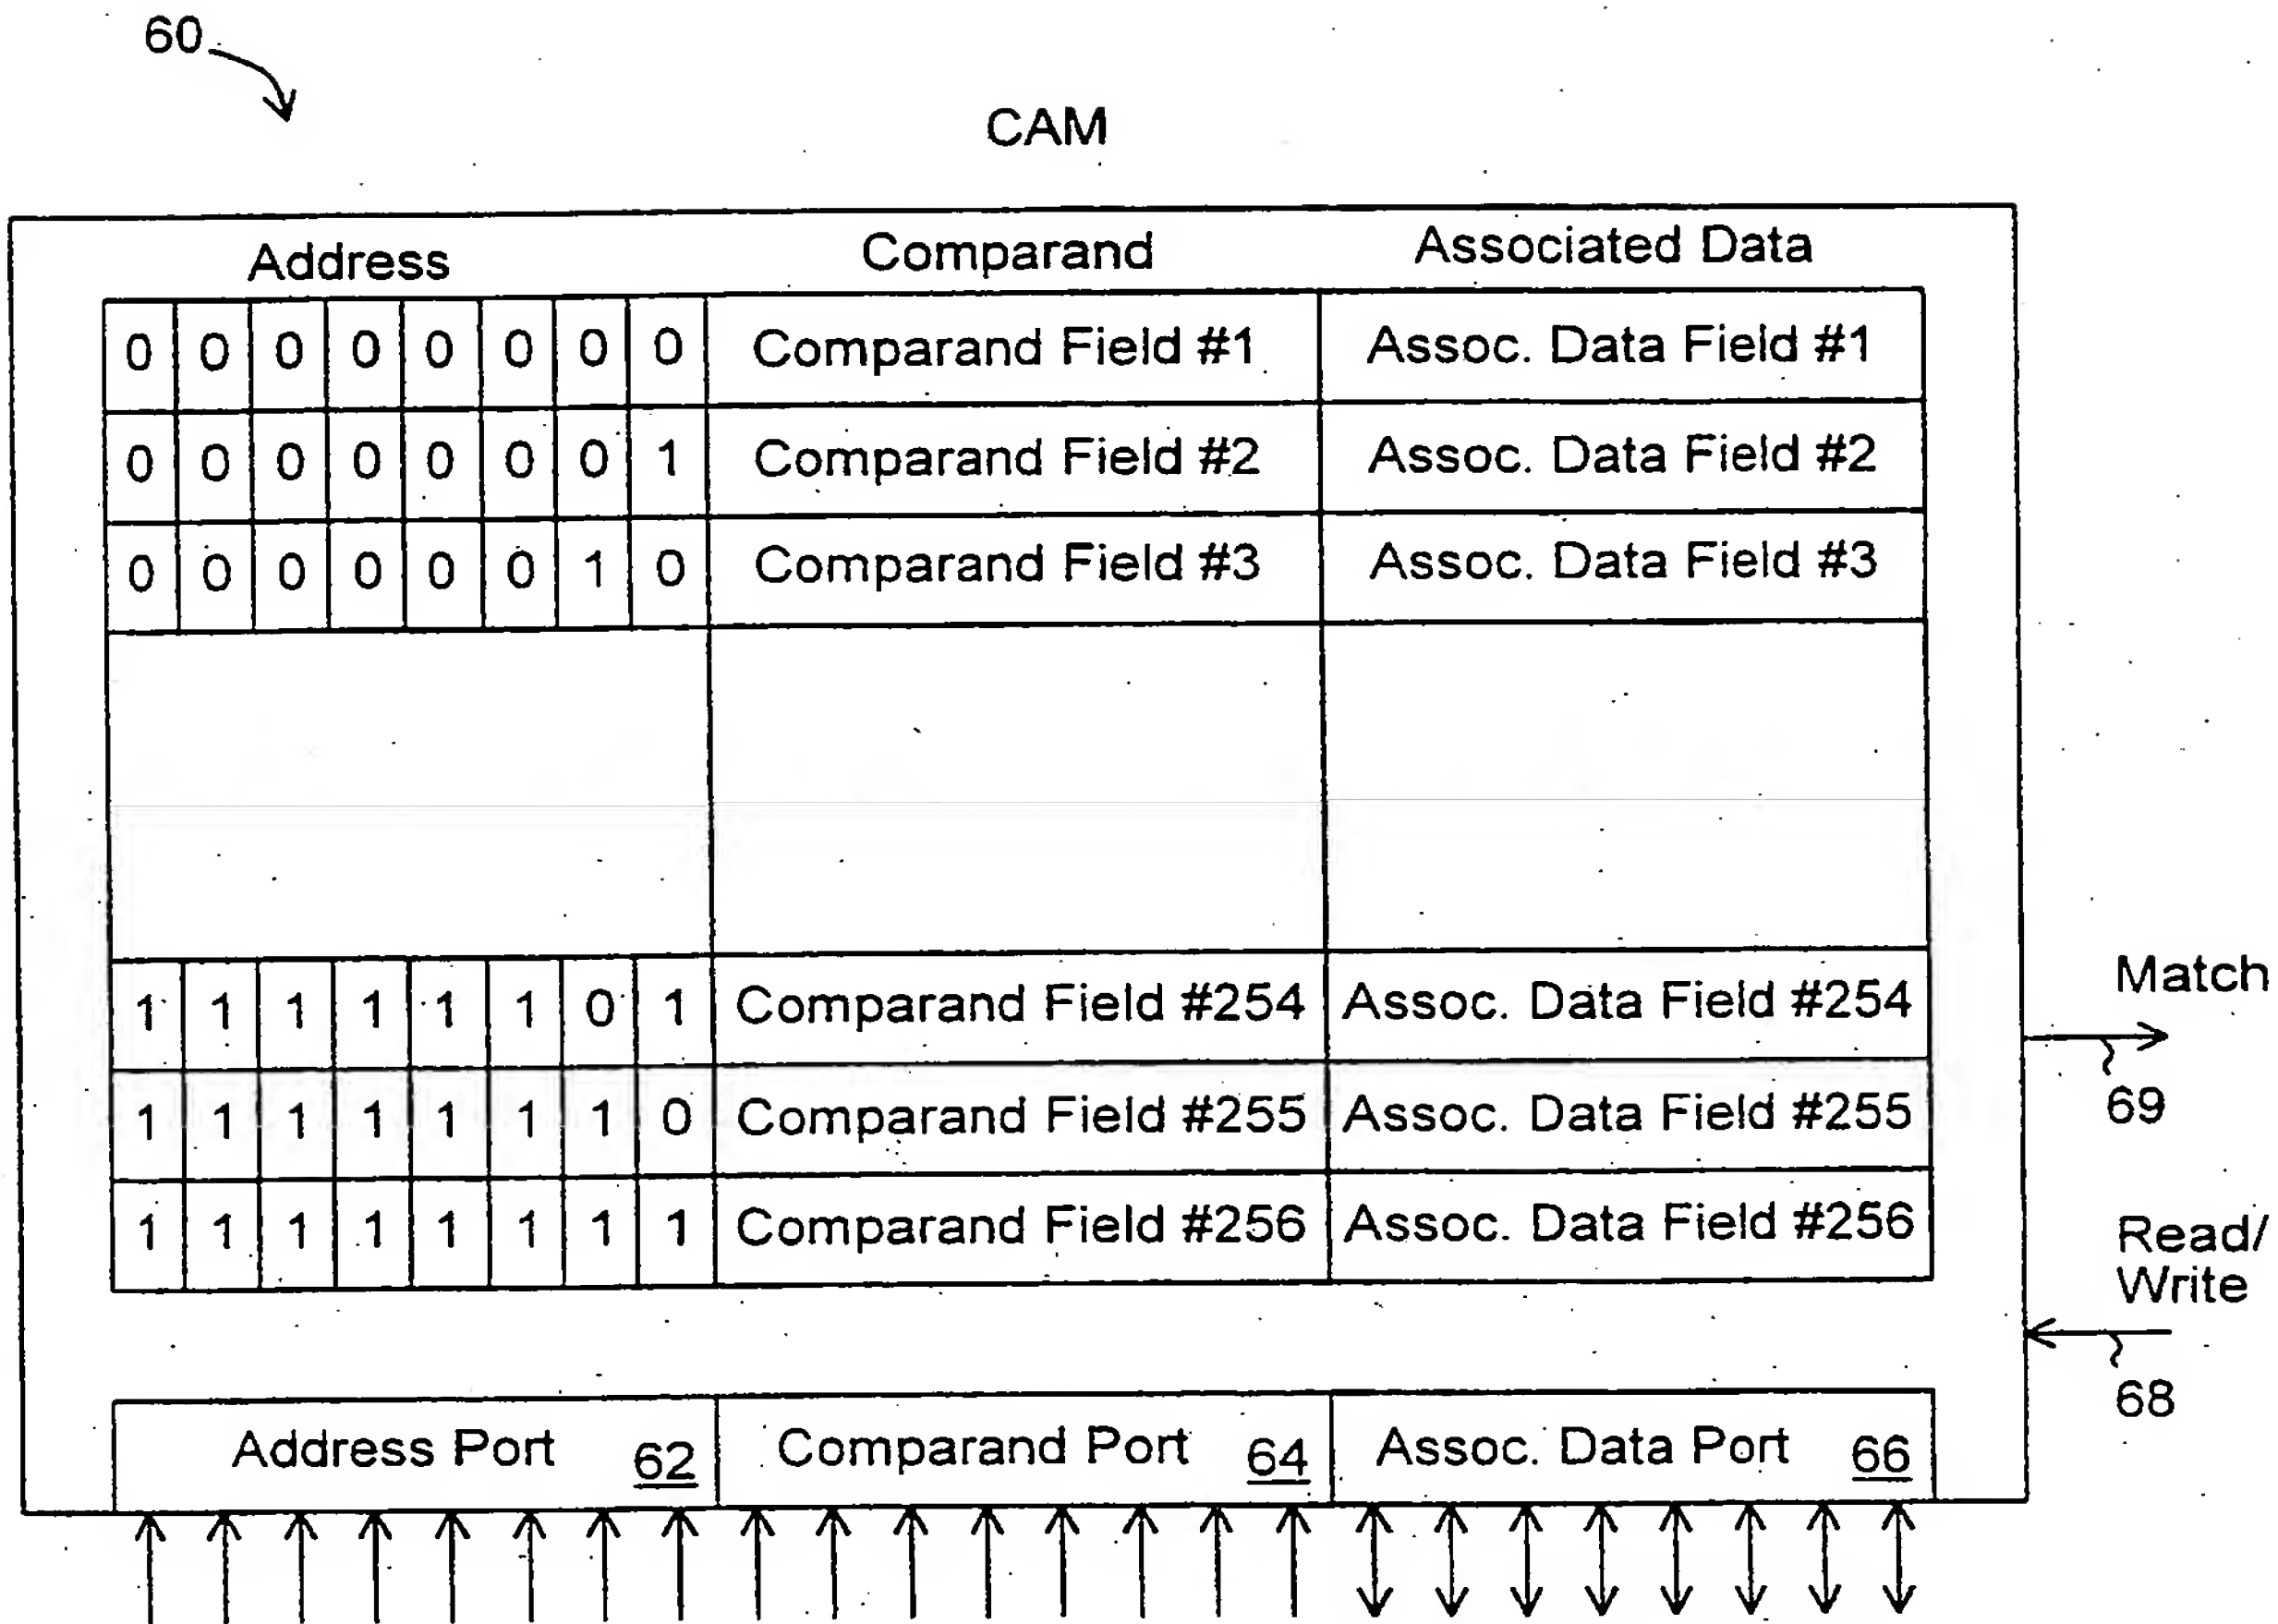 60
CAM
Address Comparand Associated Data
0 0 0 0 0 0 0 0 Comparand Field #1 Assoc. Data Field #1
0 0 0 0 0 0 0 1 Comparand Field #2 Assoc. Data Field #2
0 0 0 0 0 0 1 0 Comparand Field #3 Assoc. Data Field #3
1 1 1 1 1 1 0 1 Comparand Field #254 Assoc. Data Field #254
Match
69
1 1 1 1 1 1 1 0 Comparand Field #255 Assoc. Data Field #255
1 1 1 1 1 1 1 1 Comparand Field #256 Assoc. Data Field #256
Read/
Write
68
Address Port 62 Comparand Port 64 Assoc. Data Port 66